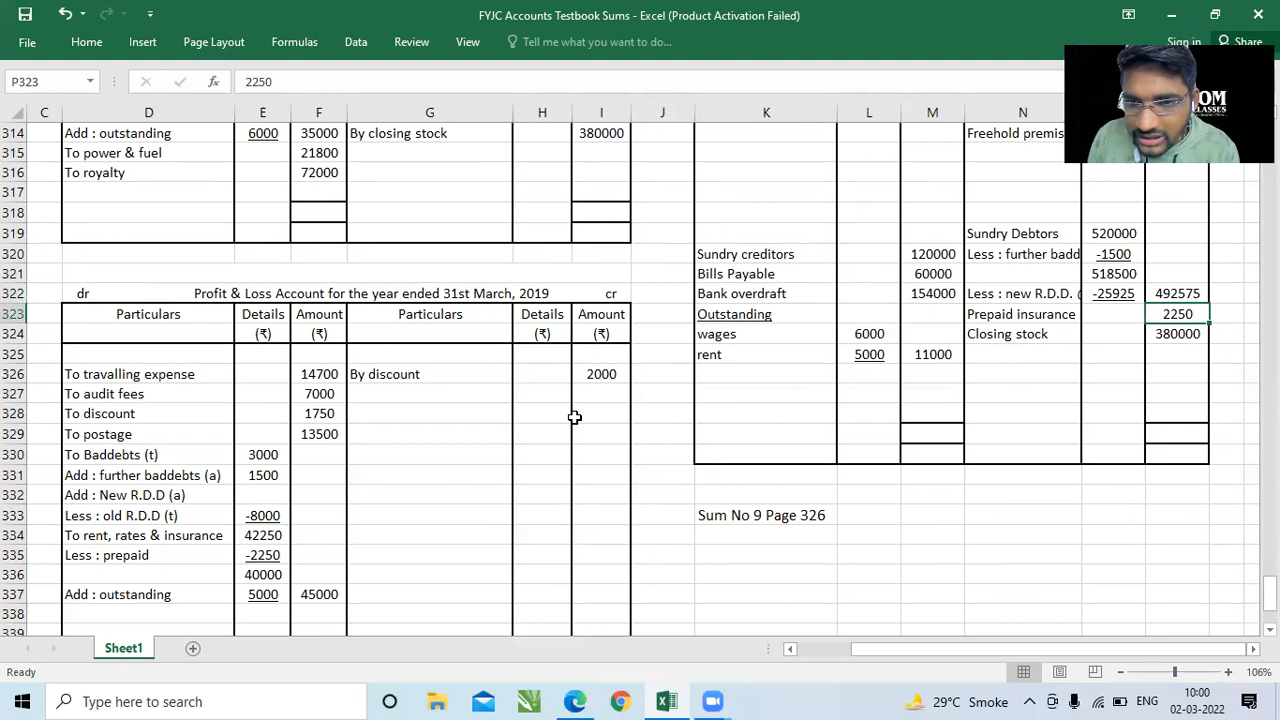 FYJC Accounts Testbook Sums - Excel (Product Activation Failed)
File Home Insert Page Layout Formulas Data Review View Tell me what you want to do... Sign in Share
P323 fx 2250
C D E F G H I J K L M N
314 Add : outstanding 6000 35000 By closing stock 380000 Freehold premis
315 To power & fuel 21800
316 To royalty 72000
317
318
319 Sundry Debtors 520000
320 Sundry creditors 120000 Less : further badd -1500
321 Bills Payable 60000 518500
322 dr Profit & Loss Account for the year ended 31st March, 2019 cr Bank overdraft 154000 Less : new R.D.D. ( -25925 492575
323 Particulars Details Amount Particulars Details Amount Outstanding Prepaid insurance 2250
324 (₹) (₹) (₹) (₹) wages 6000 Closing stock 380000
325 rent 5000 11000
326 To travalling expense 14700 By discount 2000
327 To audit fees 7000
328 To discount 1750
329 To postage 13500
330 To Baddebts (t) 3000
331 Add : further baddebts (a) 1500
332 Add : New R.D.D (a)
333 Less : old R.D.D (t) -8000 Sum No 9 Page 326
334 To rent, rates & insurance 42250
335 Less : prepaid -2250
336 40000
337 Add : outstanding 5000 45000
338
339
Sheet1
Ready 106%
Type here to search 29°C Smoke ENG 10:00
02-03-2022